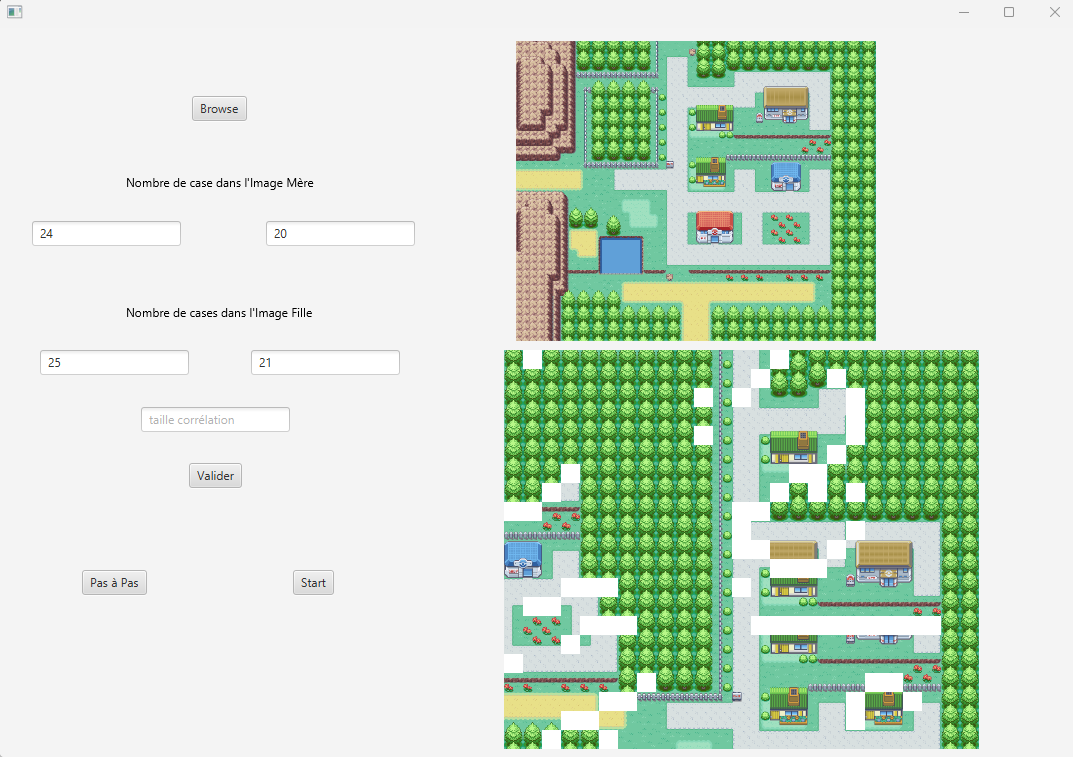 Browse
Nombre de case dans l'Image Mère
24
20
Nombre de cases dans l'Image Fille
25
21
taille corrélation
Valider
Pas à Pas
Start